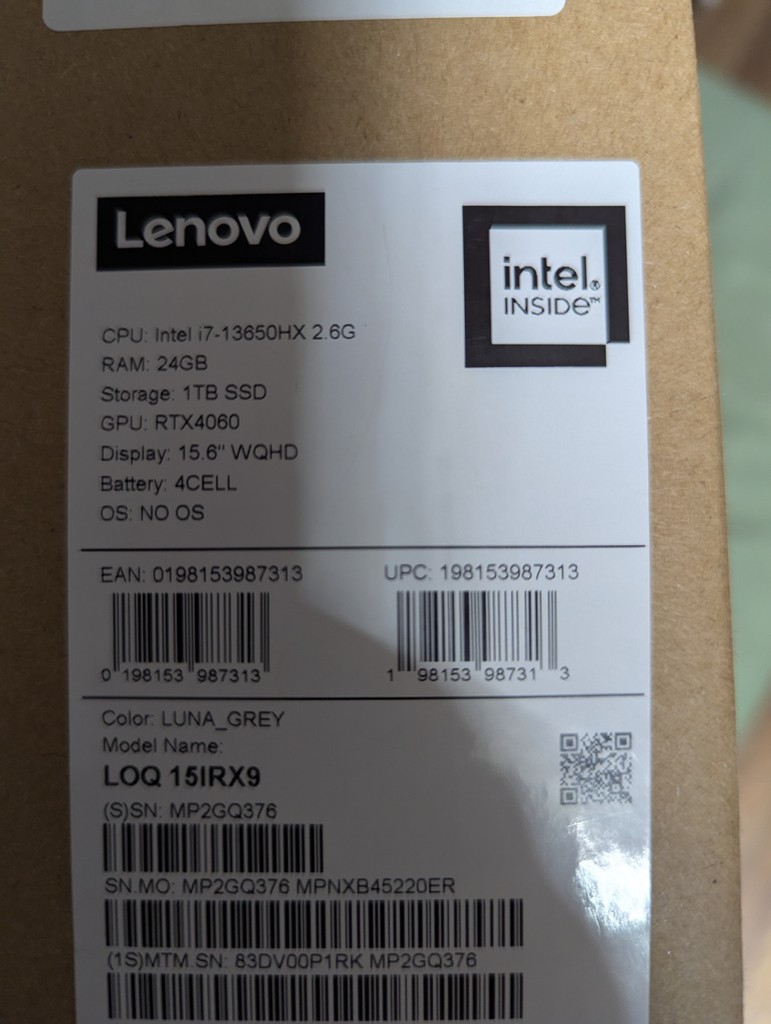 Lenovo
intel®
INSIDE™
CPU: Intel i7-13650HX 2.6G
RAM: 24GB
Storage: 1TB SSD
GPU: RTX4060
Display: 15.6" WQHD
Battery: 4CELL
OS: NO OS
EAN: 0198153987313 UPC: 198153987313
0 198153 987313 1 98153 98731 3
Color: LUNA_GREY
Model Name:
LOQ 15IRX9
(S)SN: MP2GQ376
SN.MO: MP2GQ376 MPNXB45220ER
(1S)MTM.SN: 83DV00P1RK MP2GQ376